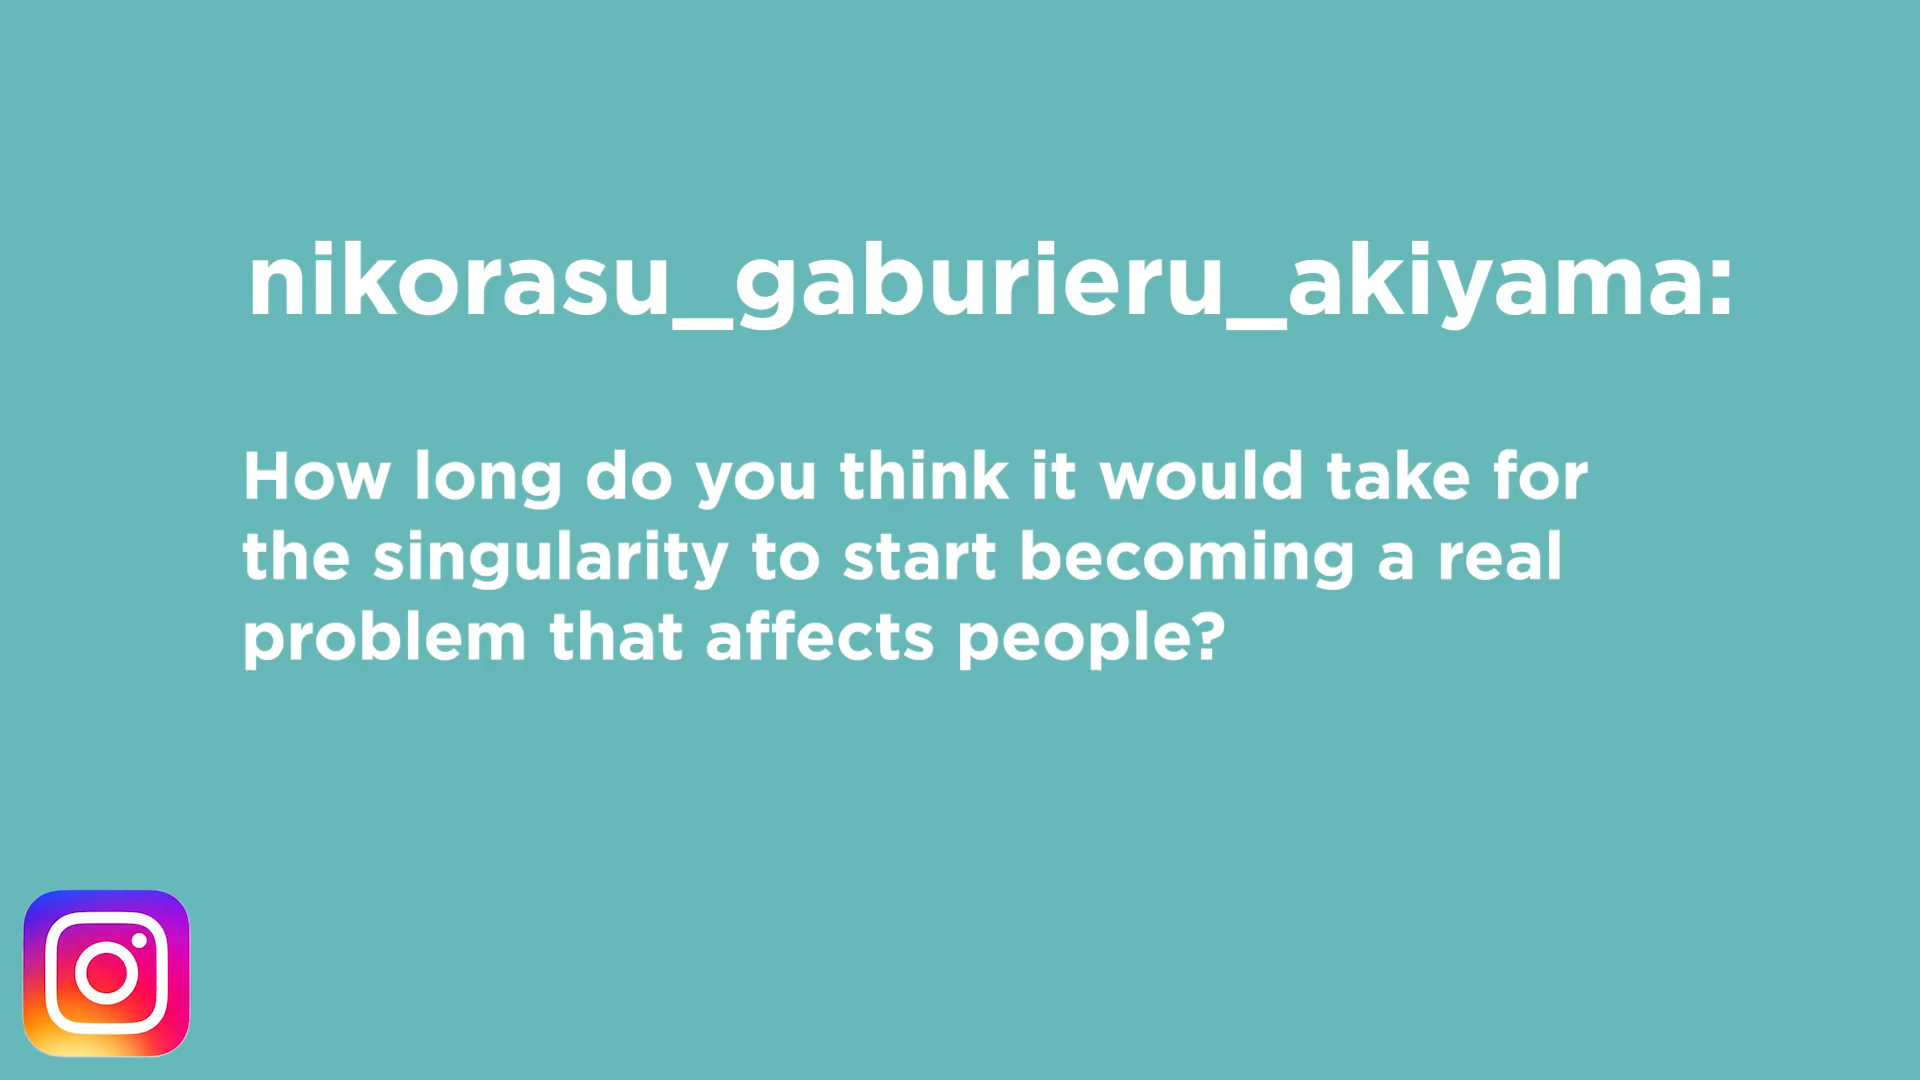 nikorasu_gaburieru_akiyama:
How long do you think it would take for
the singularity to start becoming a real
problem that affects people?